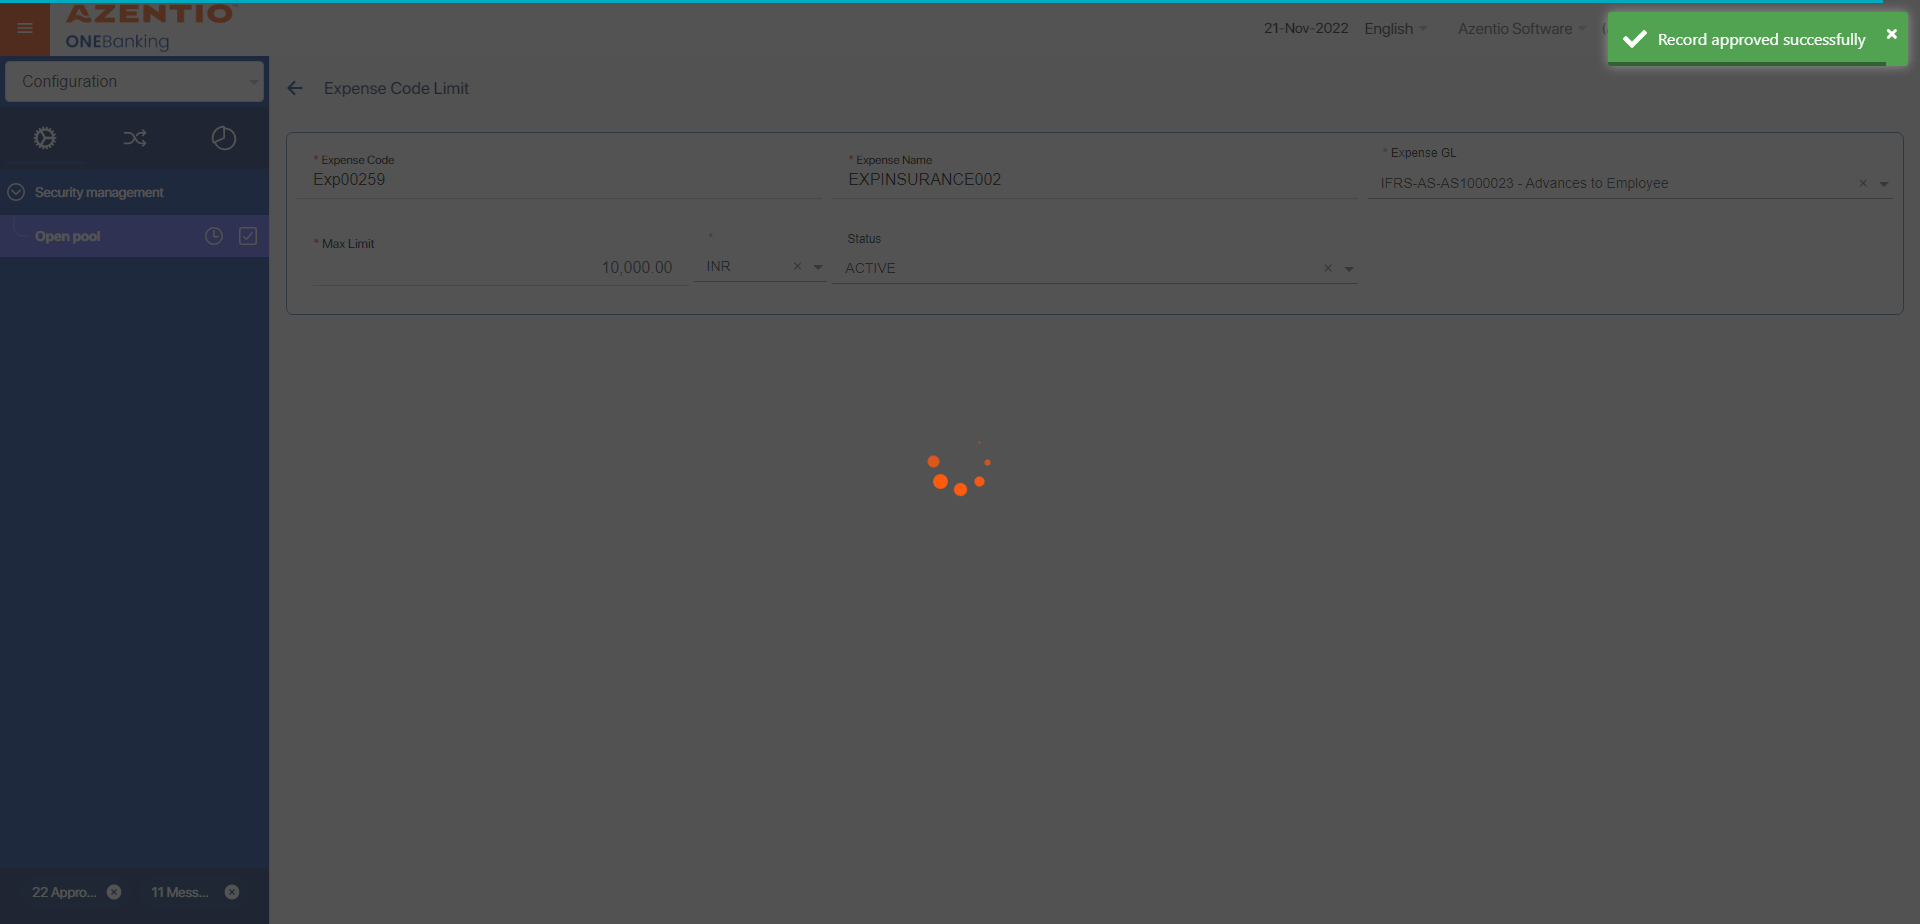 AZENTIO
ONEBanking
21-Nov-2022 English Azentio Software
Record approved successfully ×
Configuration
Expense Code Limit
Security management
Open pool
* Expense Code
Exp00259
* Expense Name
EXPINSURANCE002
* Expense GL
IFRS-AS-AS1000023 - Advances to Employee ×
* Max Limit
10,000.00
*
INR ×
Status
ACTIVE ×
22 Appro... 11 Mess...